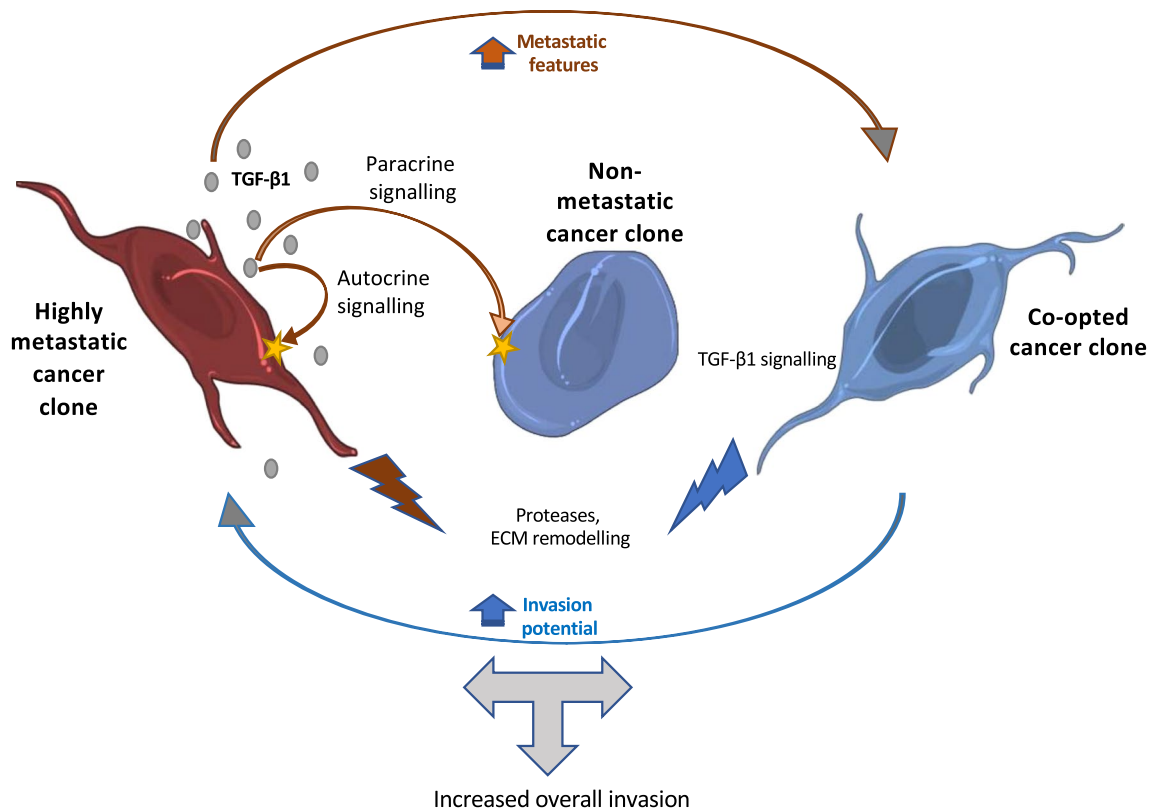 Metastatic
features
TGF-β1
Paracrine
signalling
Non-
metastatic
cancer clone
Autocrine
signalling
Highly
metastatic
cancer
clone
TGF-β1 signalling
Co-opted
cancer clone
Proteases,
ECM remodelling
Invasion
potential
Increased overall invasion